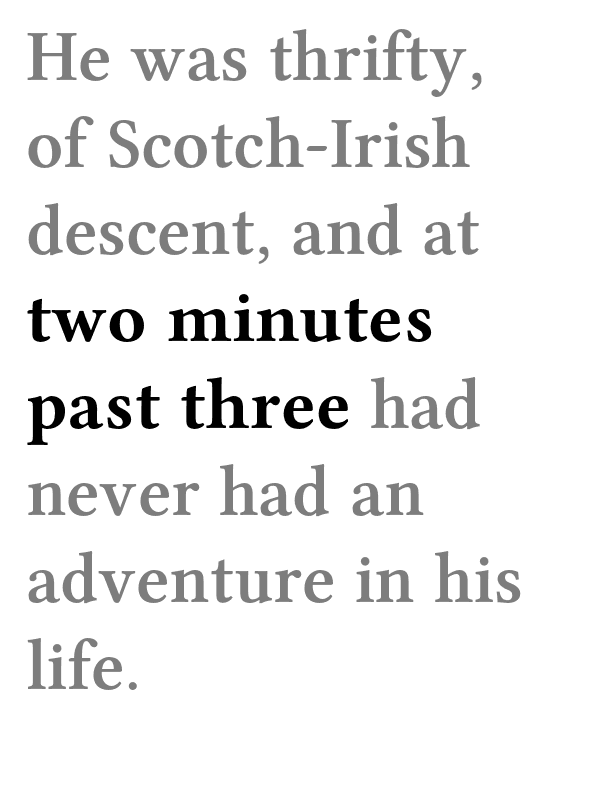 He was thrifty,
of Scotch-Irish
descent, and at
two minutes
past three had
never had an
adventure in his
life.